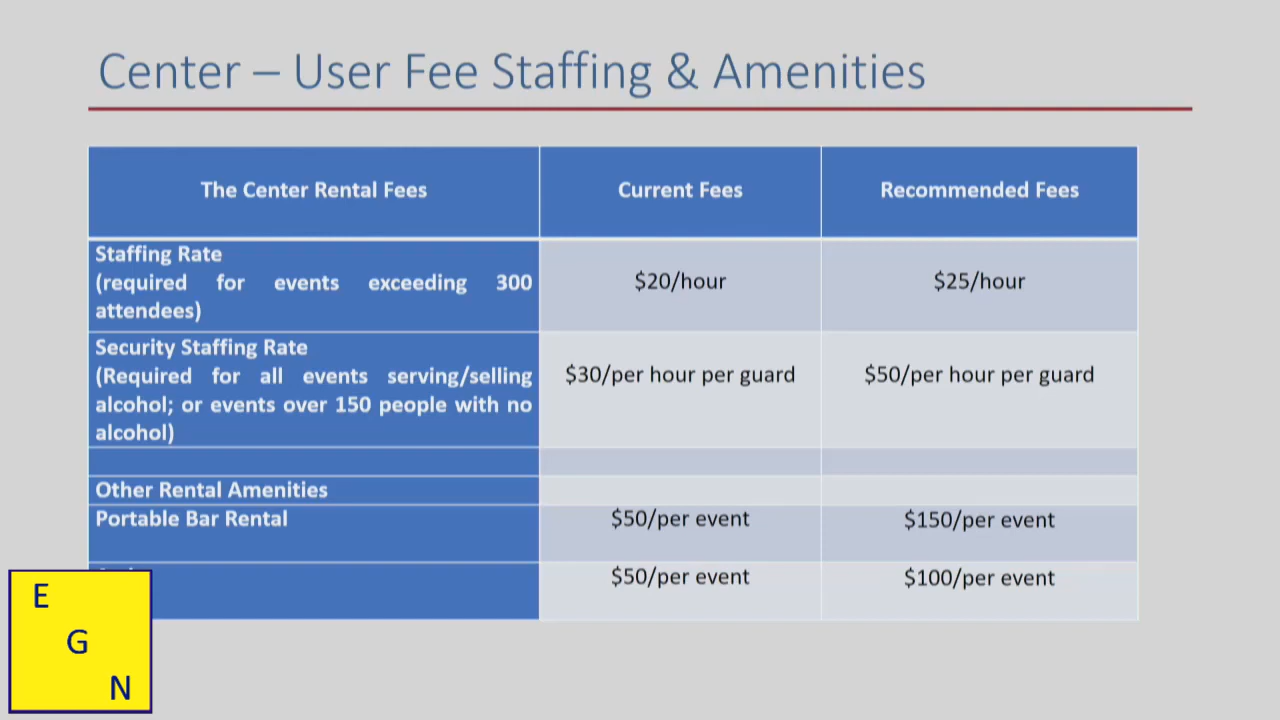 Center – User Fee Staffing & Amenities
The Center Rental Fees
Current Fees
Recommended Fees
Staffing Rate
(required for events exceeding 300
attendees)
$20/hour
$25/hour
Security Staffing Rate
(Required for all events serving/selling
alcohol; or events over 150 people with no
alcohol)
$30/per hour per guard
$50/per hour per guard
Other Rental Amenities
Portable Bar Rental
$50/per event
$150/per event
$50/per event
$100/per event
E
G
N